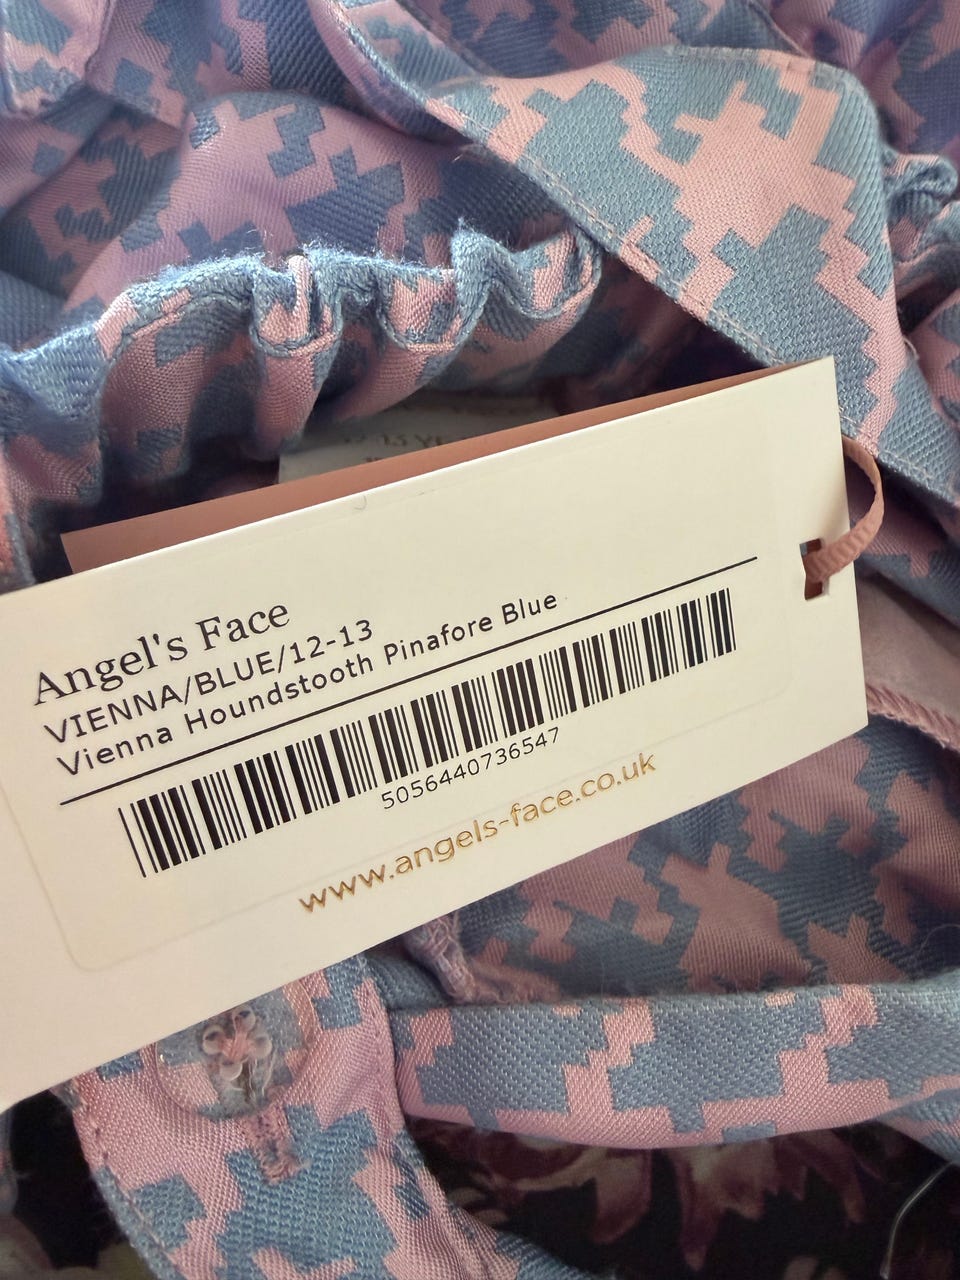 Angel's Face
VIENNA/BLUE/12-13
Vienna Houndstooth Pinafore Blue
5056440736547
www.angels-face.co.uk